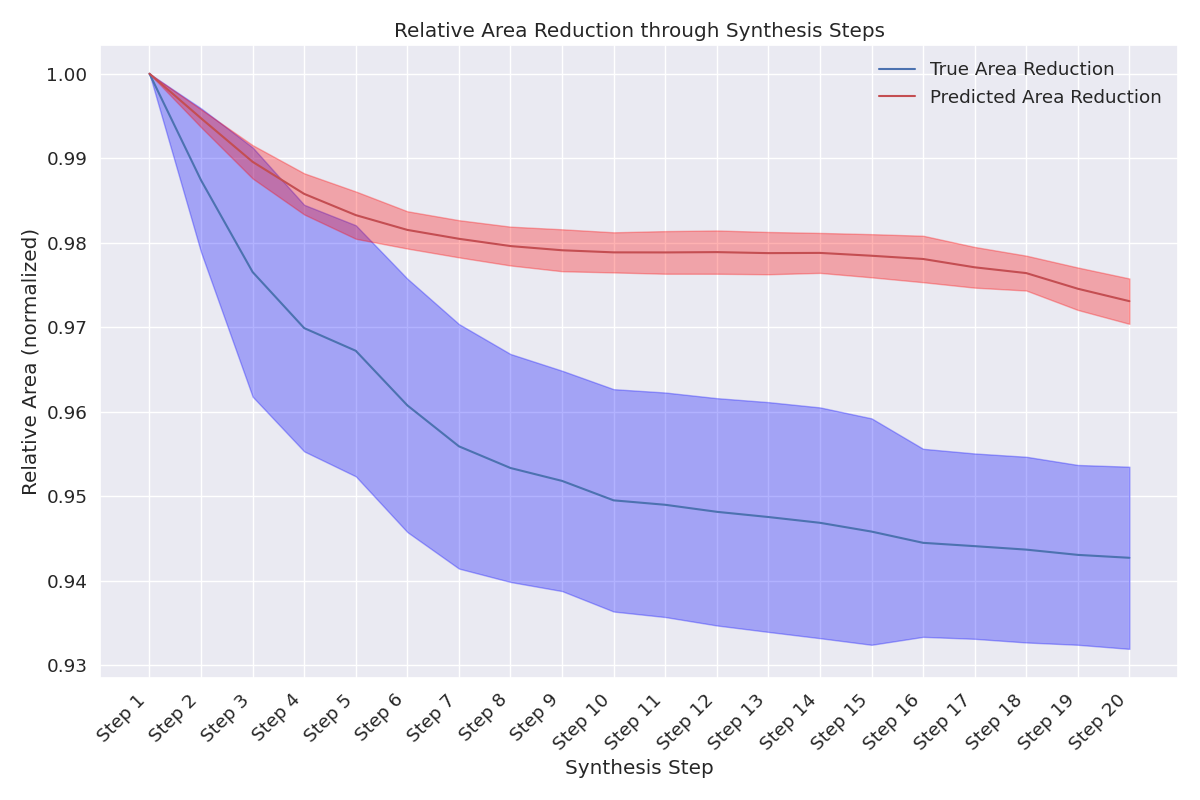 Relative Area Reduction through Synthesis Steps
True Area Reduction
Predicted Area Reduction
Relative Area (normalized)
1.00
0.99
0.98
0.97
0.96
0.95
0.94
0.93
Step 1
Step 2
Step 3
Step 4
Step 5
Step 6
Step 7
Step 8
Step 9
Step 10
Step 11
Step 12
Step 13
Step 14
Step 15
Step 16
Step 17
Step 18
Step 19
Step 20
Synthesis Step